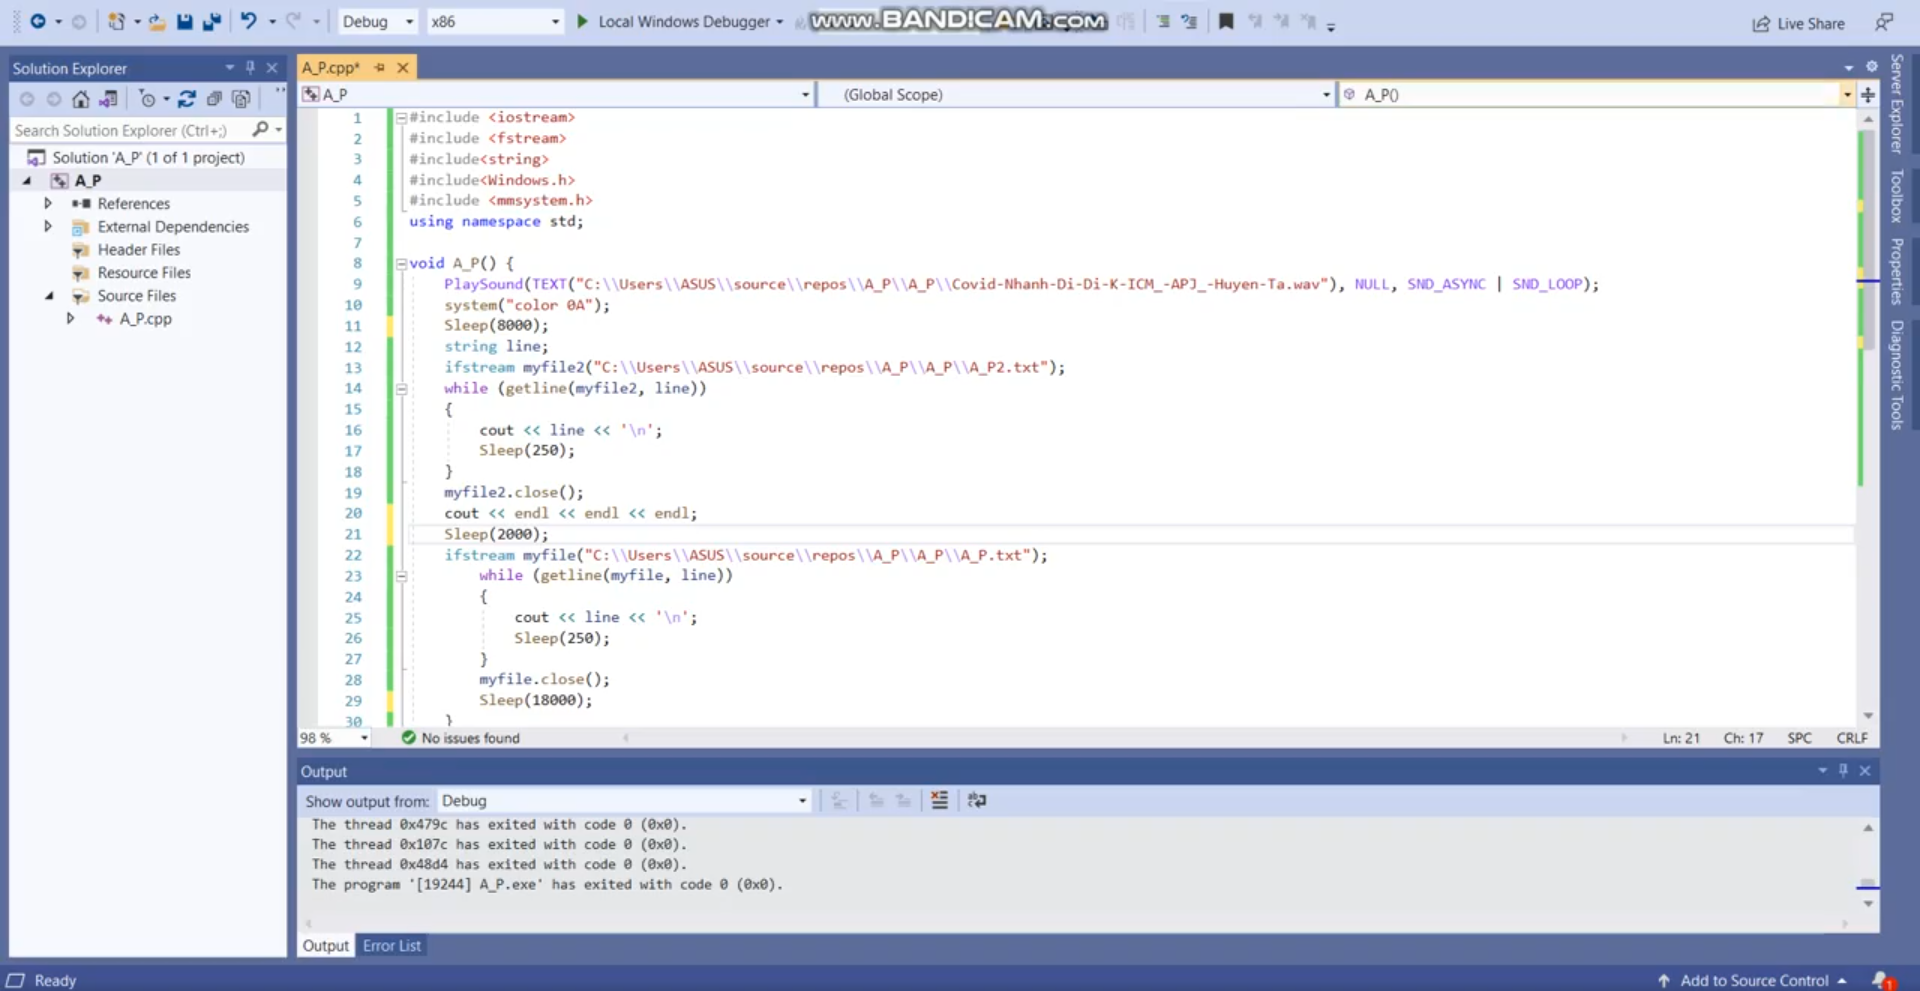 Debug
x86
Local Windows Debugger
www.BANDICAM.COM
Live Share
Solution Explorer
Search Solution Explorer (Ctrl+;)
Solution 'A_P' (1 of 1 project)
A_P
References
External Dependencies
Header Files
Resource Files
Source Files
A_P.cpp
A_P.cpp*
A_P
(Global Scope)
A_P()
1 #include <iostream>
2 #include <fstream>
3 #include<string>
4 #include<Windows.h>
5 #include <mmsystem.h>
6 using namespace std;
7
8 void A_P() {
9 PlaySound(TEXT("C:\\Users\\ASUS\\source\\repos\\A_P\\A_P\\Covid-Nhanh-Di-Di-K-ICM_-APJ_-Huyen-Ta.wav"), NULL, SND_ASYNC | SND_LOOP);
10 system("color 0A");
11 Sleep(8000);
12 string line;
13 ifstream myfile2("C:\\Users\\ASUS\\source\\repos\\A_P\\A_P\\A_P2.txt");
14 while (getline(myfile2, line))
15 {
16 cout << line << '\n';
17 Sleep(250);
18 }
19 myfile2.close();
20 cout << endl << endl << endl;
21 Sleep(2000);
22 ifstream myfile("C:\\Users\\ASUS\\source\\repos\\A_P\\A_P\\A_P.txt");
23 while (getline(myfile, line))
24 {
25 cout << line << '\n';
26 Sleep(250);
27 }
28 myfile.close();
29 Sleep(18000);
30 }
98 %
No issues found
Ln: 21
Ch: 17
SPC
CRLF
Output
Show output from: Debug
The thread 0x479c has exited with code 0 (0x0).
The thread 0x107c has exited with code 0 (0x0).
The thread 0x48d4 has exited with code 0 (0x0).
The program '[19244] A_P.exe' has exited with code 0 (0x0).
Output
Error List
Ready
Add to Source Control
1
Server Explorer
Toolbox
Properties
Diagnostic Tools